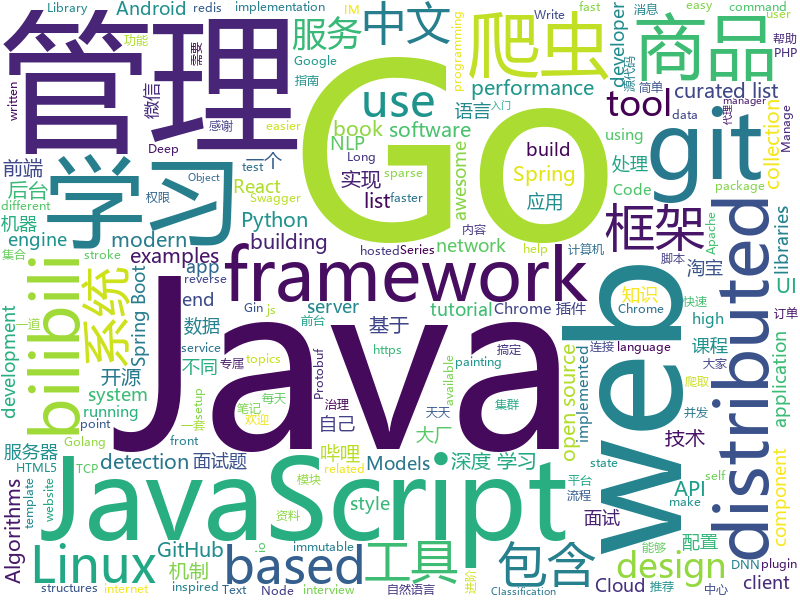 Library
Android
redis
implementation
中文
IM
Write
easy
fast
command
消息
user
功能
服务
Google
需要
爬虫
programming
developer
源代码
商品
简单
帮助
PHP
written
管理
Go
use
performance
指南
语言
入门
tool
curated list
data
代理
manager
Manage
微信
感谢
Deep
easier
test
book
software
NLP
Long
sparse
build
using
git
collection
前端
一个
实现
list
faster
awesome
Spring
处理
Code
package
different
后台
学习
权限
Object
React
Swagger
应用
框架
机器
Python
hosted
Series
内容
help
计算机
Apache
engine
modern
examples
network
libraries
building
framework
脚本
淘宝
UI
bilibili
系统
Spring Boot
app
reverse
Gin
js
end
server
tutorial
Chrome 插件
知识
Chrome
快速
订单
development
集合
一道
数据
service
前台
基于
搞定
连接
language
课程
high
Java
web
distributed
开源
不同
https
Protobuf
治理
topics
available
大厂
implemented
open source
爬取
大家
application
system
running
专属
笔记
每天
一套
setup
欢迎
自己
天天
集群
技术
并发
服务器
Golang
point
front
detection
面试题
哔哩
Models
深度 学习
面试
配置
平台
流程
state
self
make
API
component
HTML5
TCP
JavaScript
style
包含
design
Algorithms
template
website
GitHub
模块
related
资料
Linux
机制
based
工具
Cloud
能够
推荐
中心
client
structures
internet
inspired
Node
immutable
Text
interview
stroke
painting
自然语言
进阶
Classification
DNN
plugin